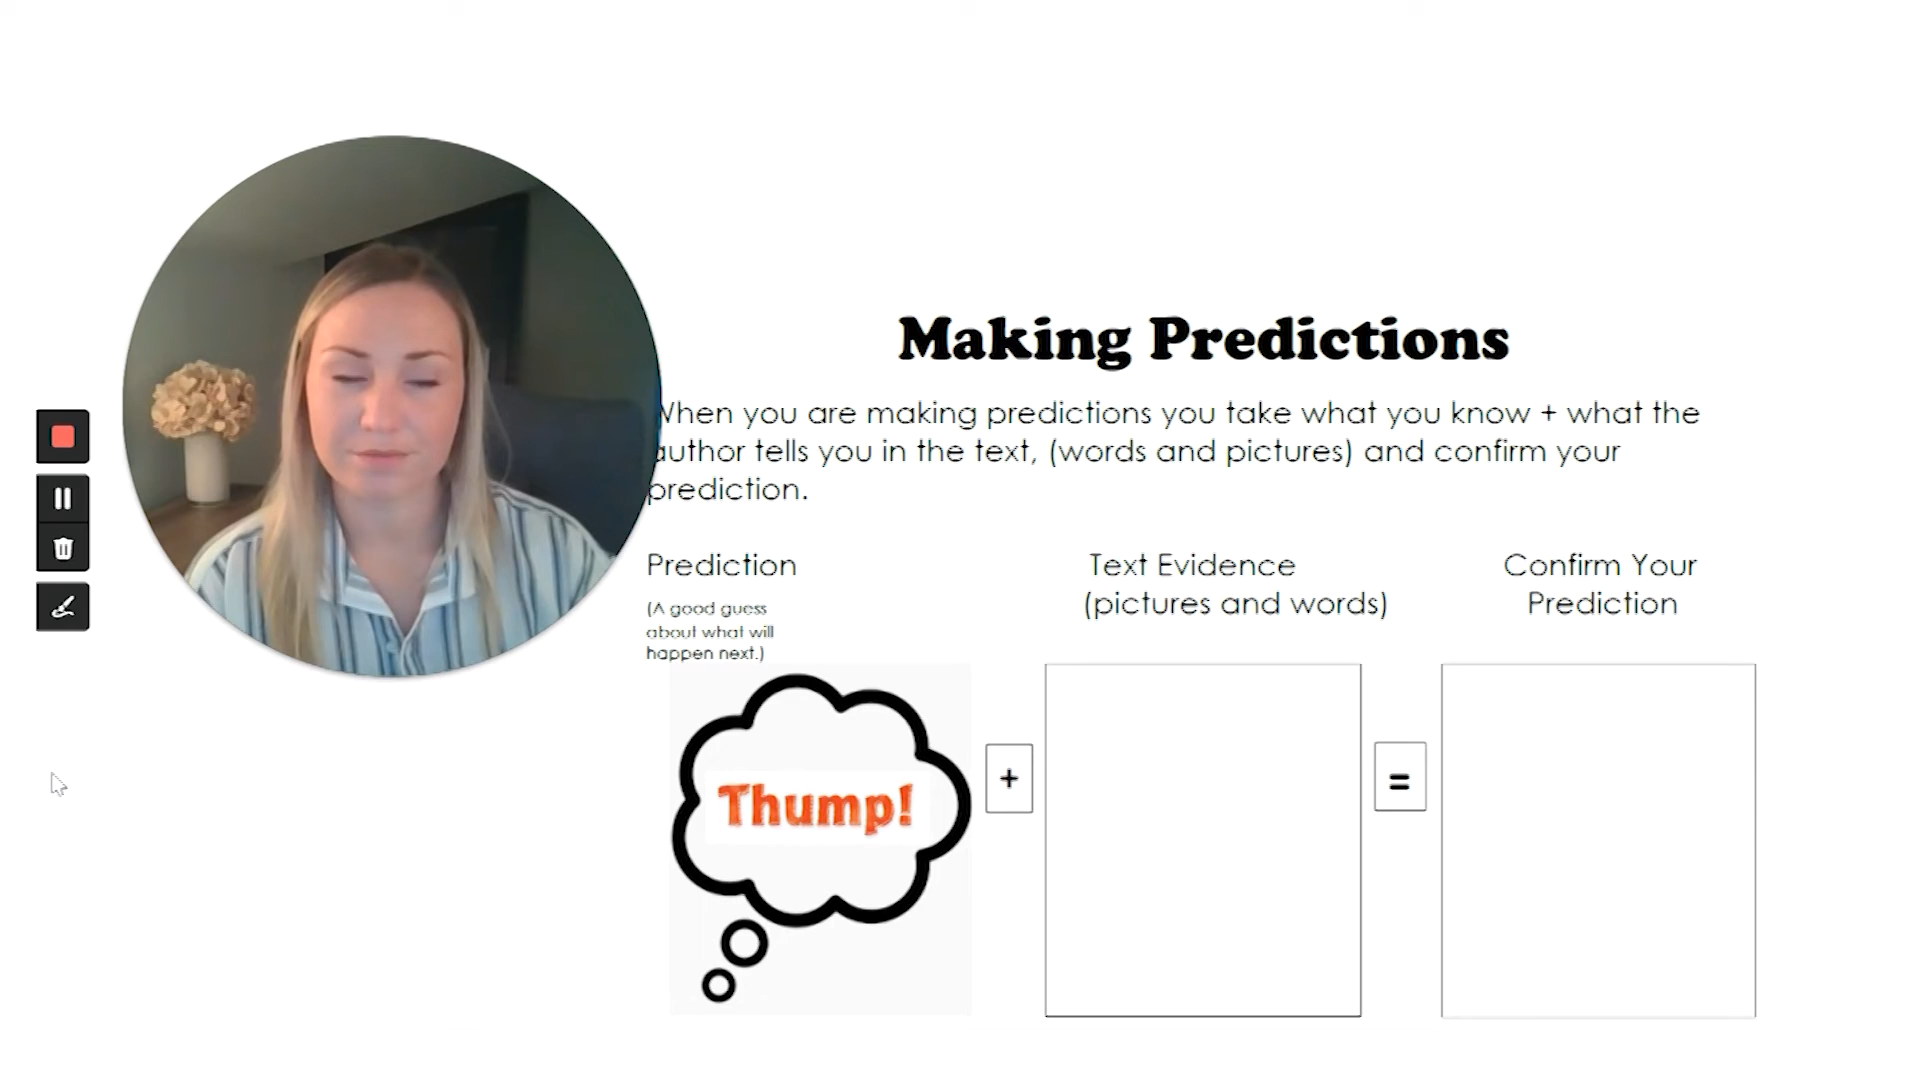 Making Predictions
When you are making predictions you take what you know + what the
author tells you in the text, (words and pictures) and confirm your
prediction.
Prediction
(A good guess
about what will
happen next.)
Text Evidence
(pictures and words)
Confirm Your
Prediction
Thump!
+
=